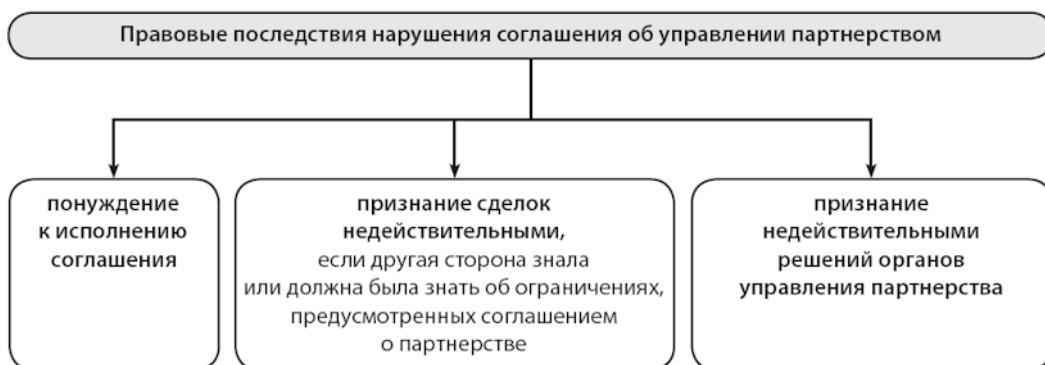 Правовые последствия нарушения соглашения об управлении партнерством
понуждение
к исполнению
соглашения
признание сделок
недействительными,
если другая сторона знала
или должна была знать об ограничениях,
предусмотренных соглашением
о партнерстве
признание
недействительными
решений органов
управления партнерства